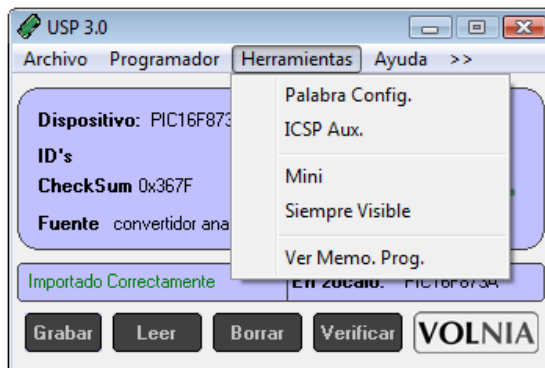 USP 3.0
Archivo Programador Herramientas Ayuda >>
Palabra Config.
ICSP Aux.
Mini
Siempre Visible
Ver Memo. Prog.
Dispositivo: PIC16F873
ID's
CheckSum 0x367F
Fuente convertidor ana
Importado Correctamente En zócalo: PIC16F873A
Grabar Leer Borrar Verificar VOLNIA